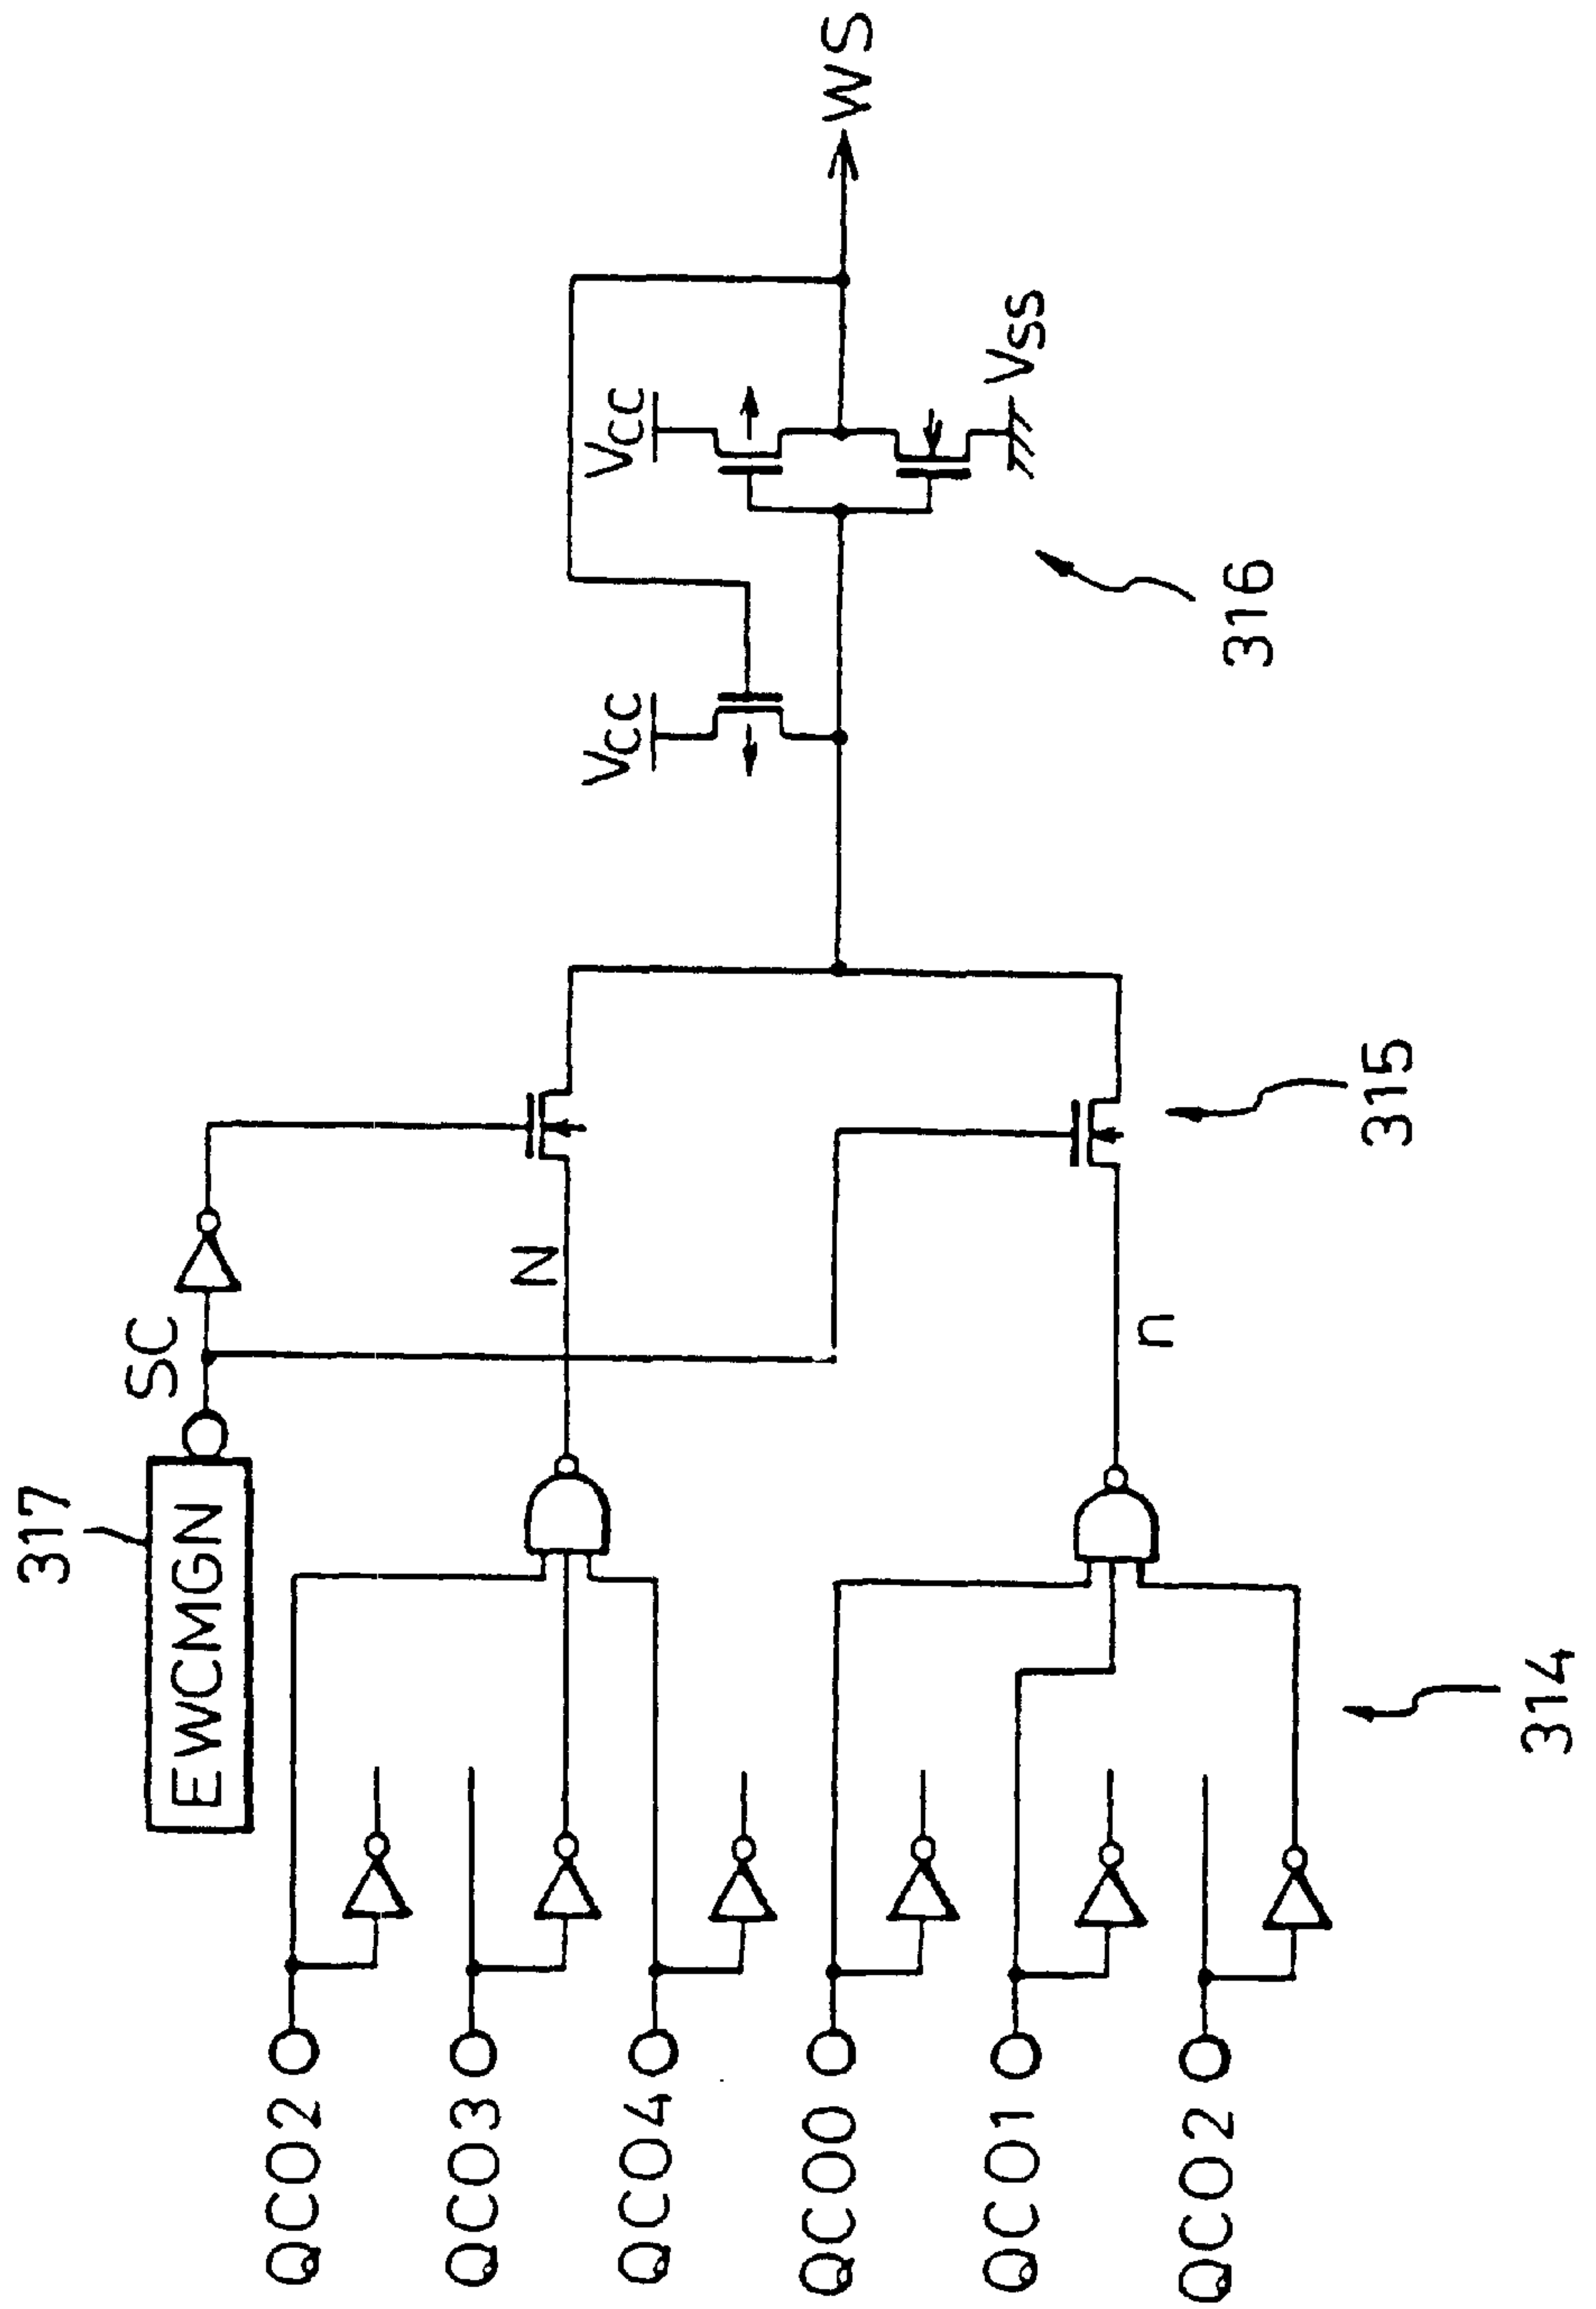 317
EWCMGN
SC
QC02
QC03
QC04
QC00
QC01
QC02
N
n
Vcc
Vcc
Vss
WS
314
315
316